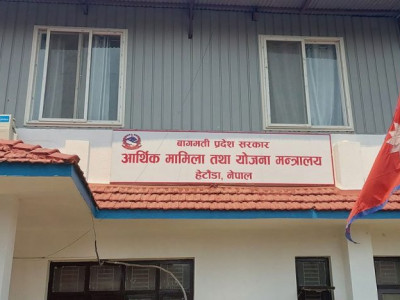 बागमती प्रदेश सरकार
आर्थिक मामिला तथा योजना मन्त्रालय
हेटौंडा, नेपाल